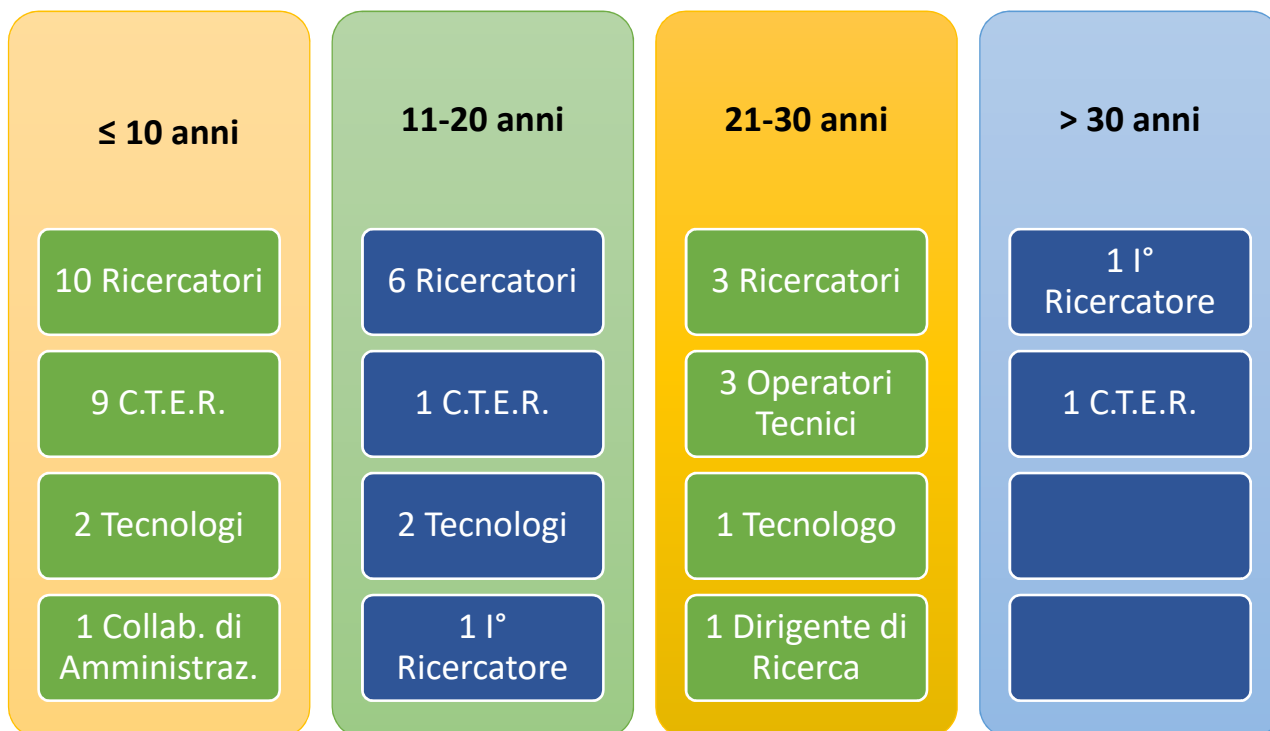 ≤ 10 anni
10 Ricercatori
9 C.T.E.R.
2 Tecnologi
1 Collab. di
Amministraz.
11-20 anni
6 Ricercatori
1 C.T.E.R.
2 Tecnologi
1 I°
Ricercatore
21-30 anni
3 Ricercatori
3 Operatori
Tecnici
1 Tecnologo
1 Dirigente di
Ricerca
> 30 anni
1 I°
Ricercatore
1 C.T.E.R.